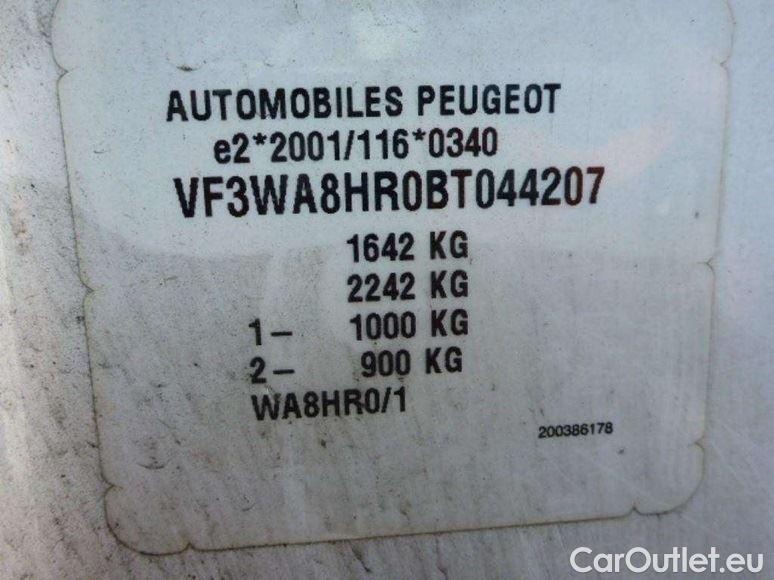 AUTOMOBILES PEUGEOT
e2*2001/116*0340
VF3WA8HR0BT044207
1642 KG
2242 KG
1- 1000 KG
2- 900 KG
WA8HR0/1
200386178
CarOutlet.eu